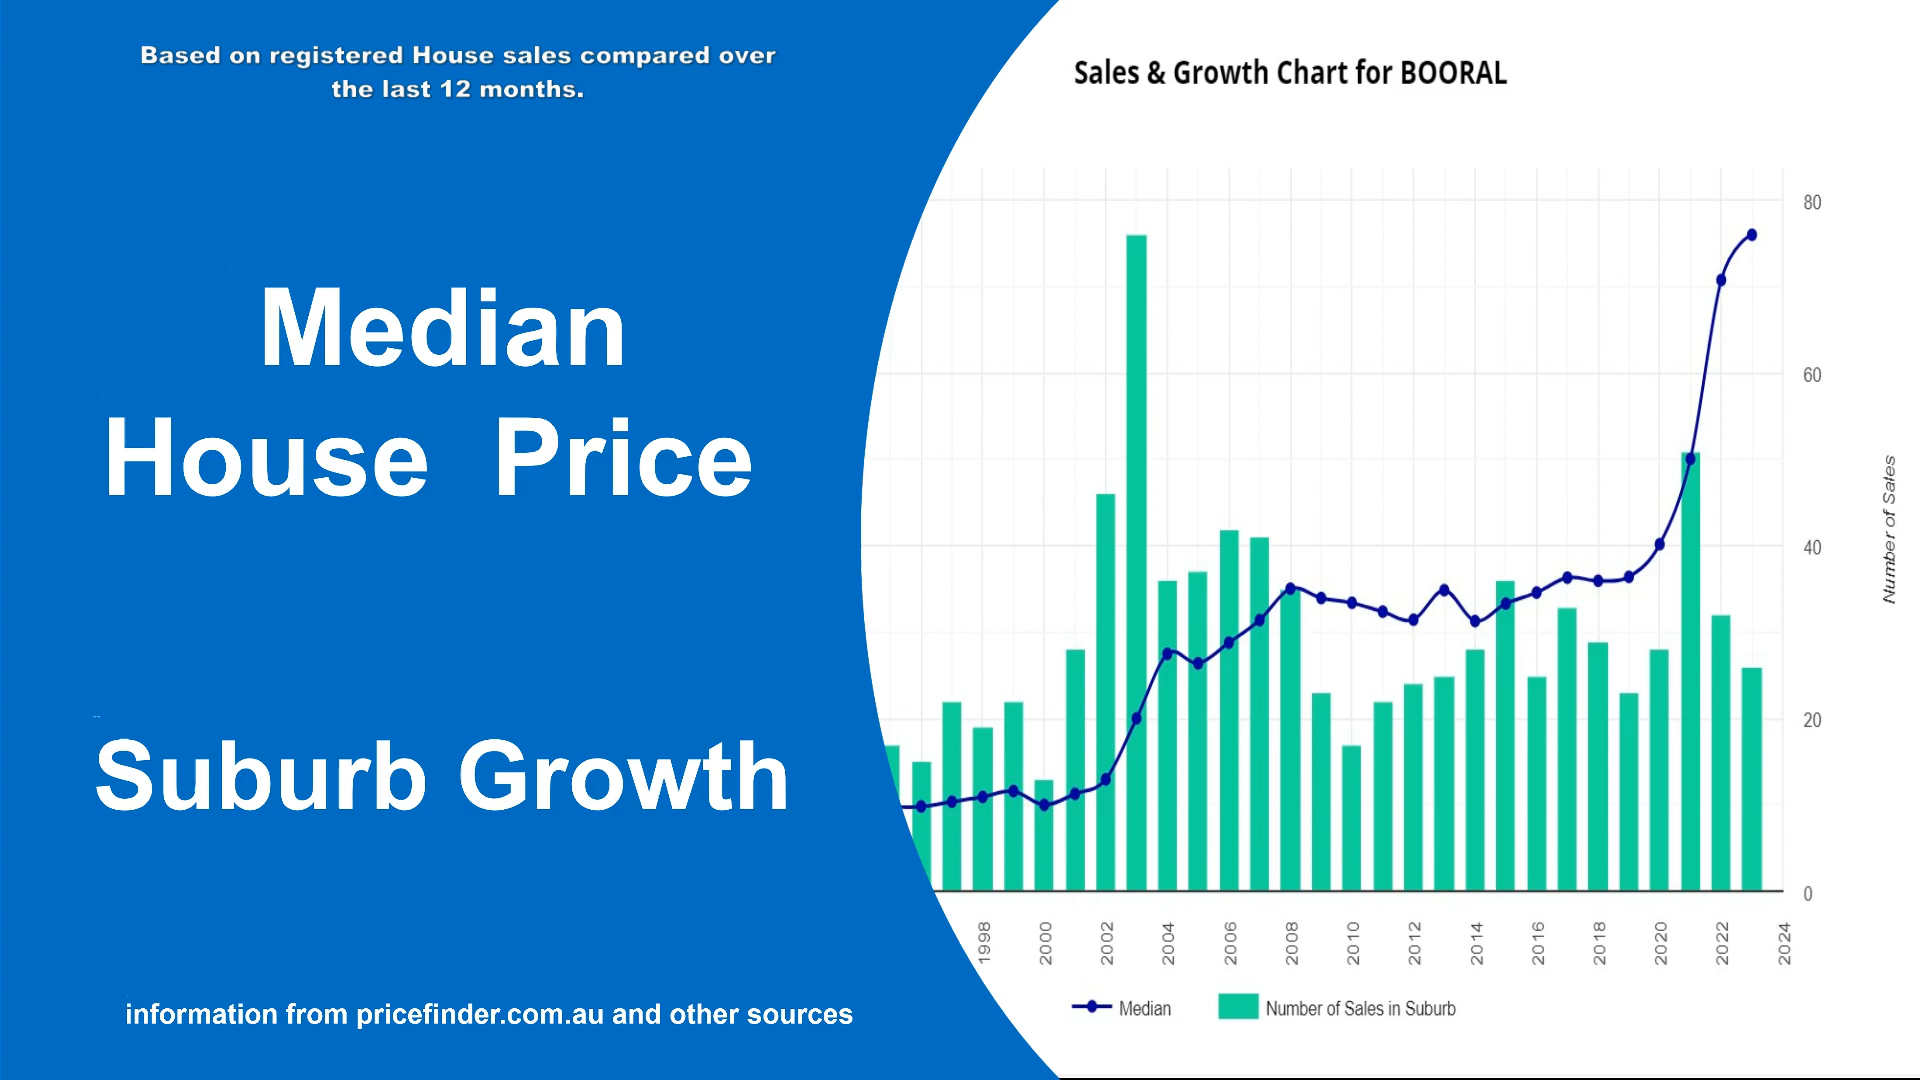 Based on registered House sales compared over
the last 12 months.
Median
House Price
Suburb Growth
information from pricefinder.com.au and other sources
Sales & Growth Chart for BOORAL
80
60
40
20
0
Number of Sales
1998
2000
2002
2004
2006
2008
2010
2012
2014
2016
2018
2020
2022
2024
Median
Number of Sales in Suburb